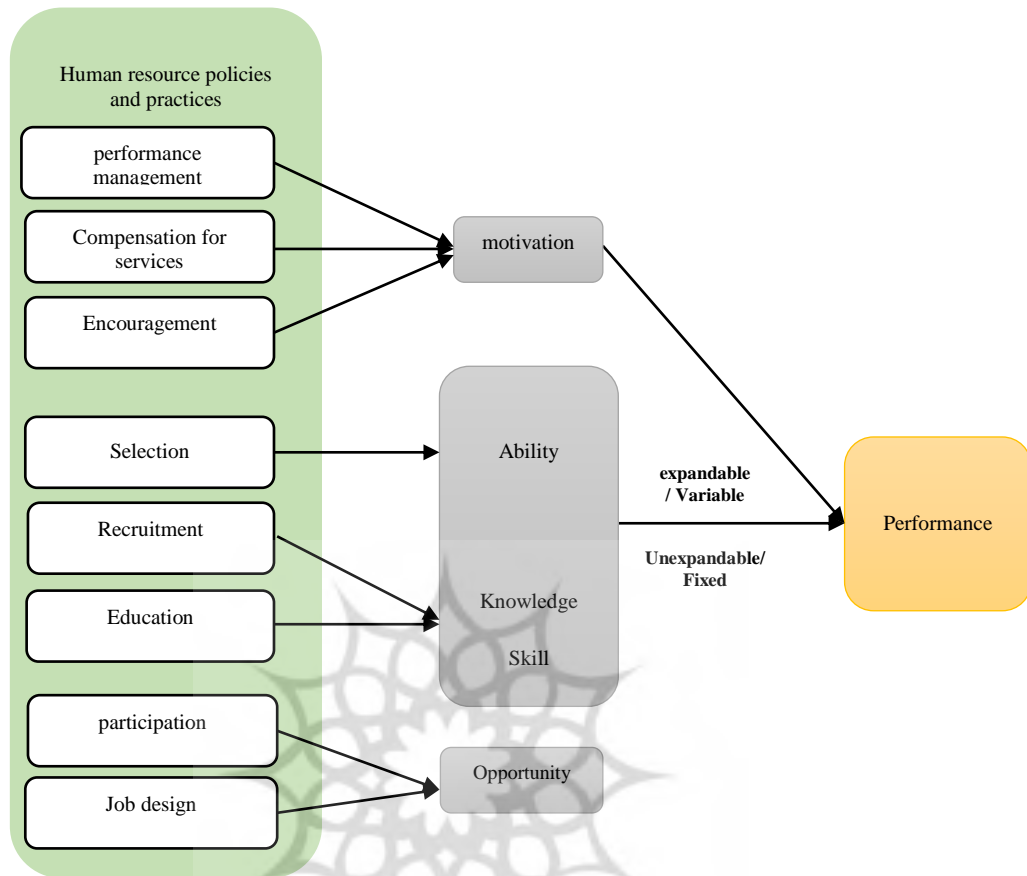 Human resource policies
and practices
performance
management
Compensation for
services
Encouragement
motivation
Selection
Ability
Recruitment
Education
Knowledge
Skill
expandable
/ Variable
Unexpandable/
Fixed
Performance
participation
Job design
Opportunity